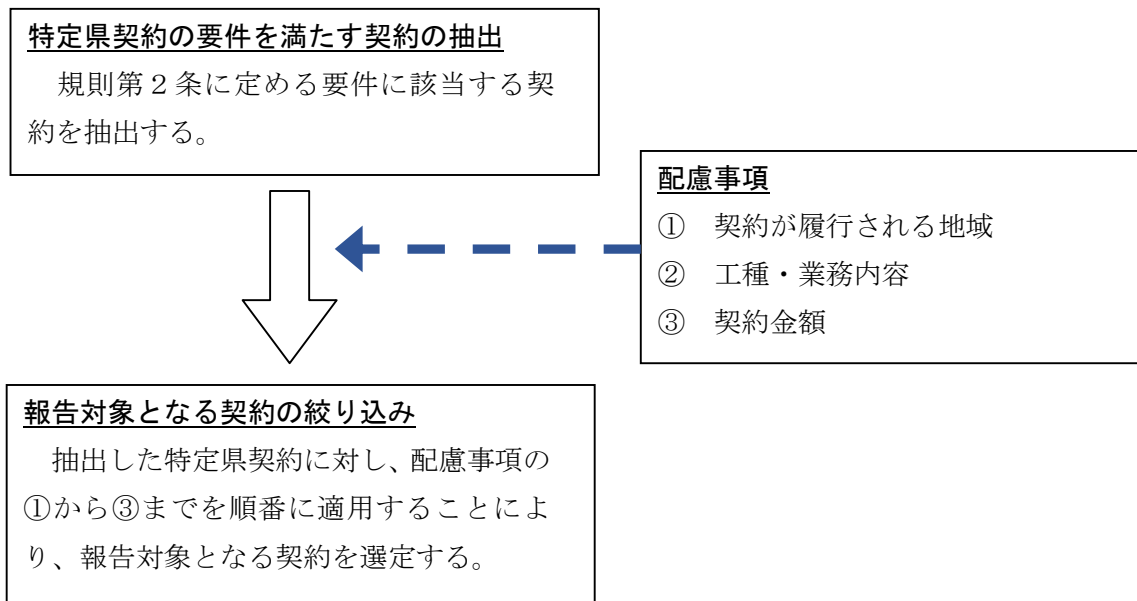 特定県契約の要件を満たす契約の抽出
　規則第２条に定める要件に該当する契
約を抽出する。
配慮事項
①　契約が履行される地域
②　工種・業務内容
③　契約金額
報告対象となる契約の絞り込み
　抽出した特定県契約に対し、配慮事項の
①から③までを順番に適用することによ
り、報告対象となる契約を選定する。